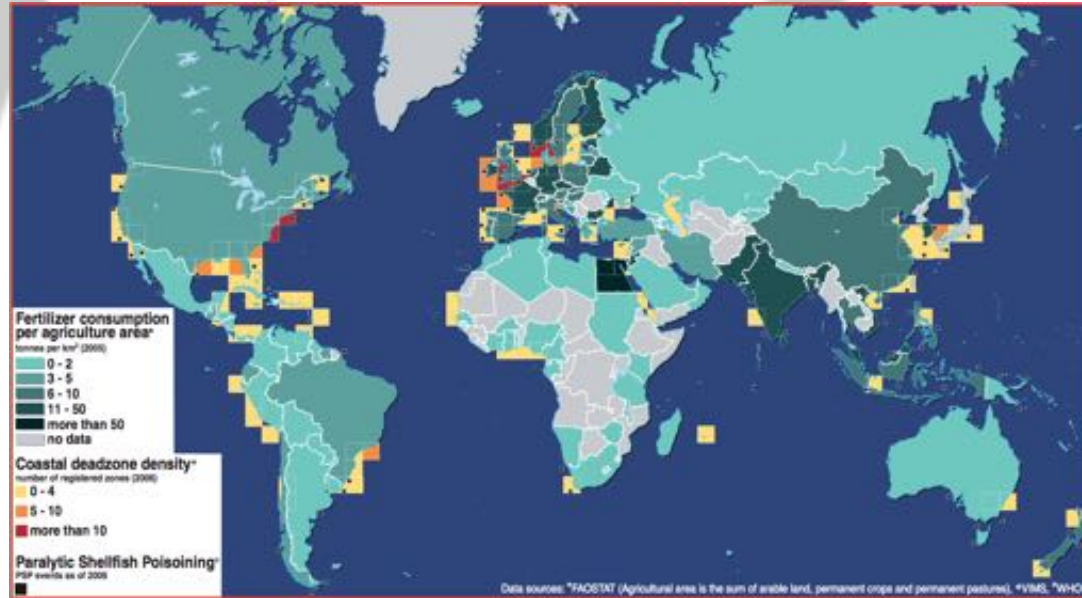 Fertilizer consumption
per agriculture area*
tonnes per km² (2005)
0 - 2
3 - 5
6 - 10
11 - 50
more than 50
no data
Coastal deadzone density+
number of registered zones (2006)
0 - 4
5 - 10
more than 10
Paralytic Shellfish Poisoining°
PSP events as of 2006
Data sources: *FAOSTAT (Agricultural area is the sum of arable land, permanent crops and permanent pastures), +VIMS, °WHO